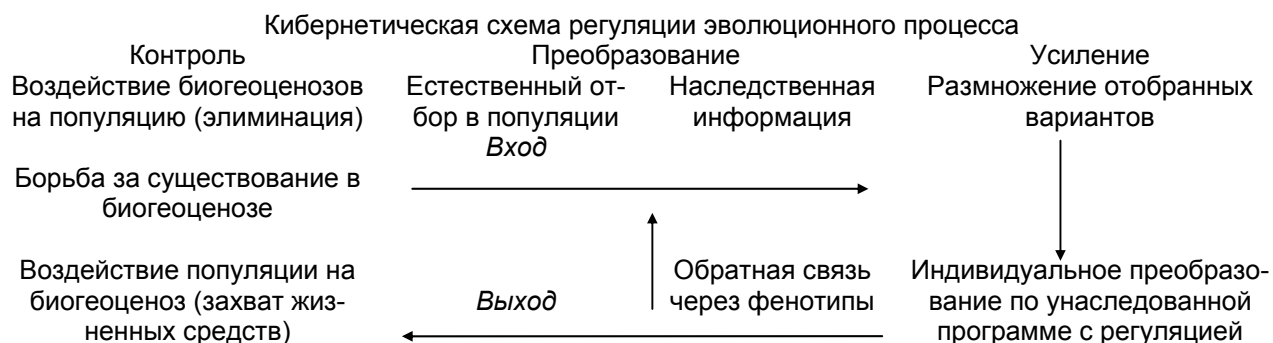 Кибернетическая схема регуляции эволюционного процесса
Контроль Преобразование Усиление
Воздействие биогеоценозов Естественный от- Наследственная Размножение отобранных
на популяцию (элиминация) бор в популяции информация вариантов
Вход
Борьба за существование в
биогеоценозе
Воздействие популяции на Обратная связь Индивидуальное преобразо-
биогеоценоз (захват жиз- Выход через фенотипы вание по унаследованной
ненных средств) программе с регуляцией